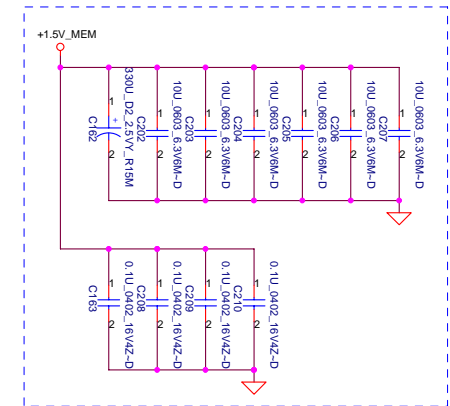 +1.5V_MEM
1
+
2
C162
330U_D2_2.5VY_R15M
1
2
C202
10U_0603_6.3V6M~D
1
2
C203
10U_0603_6.3V6M~D
1
2
C204
10U_0603_6.3V6M~D
1
2
C205
10U_0603_6.3V6M~D
1
2
C206
10U_0603_6.3V6M~D
1
2
C207
10U_0603_6.3V6M~D
1
2
C163
0.1U_0402_16V4Z~D
1
2
C208
0.1U_0402_16V4Z~D
1
2
C209
0.1U_0402_16V4Z~D
1
2
C210
0.1U_0402_16V4Z~D